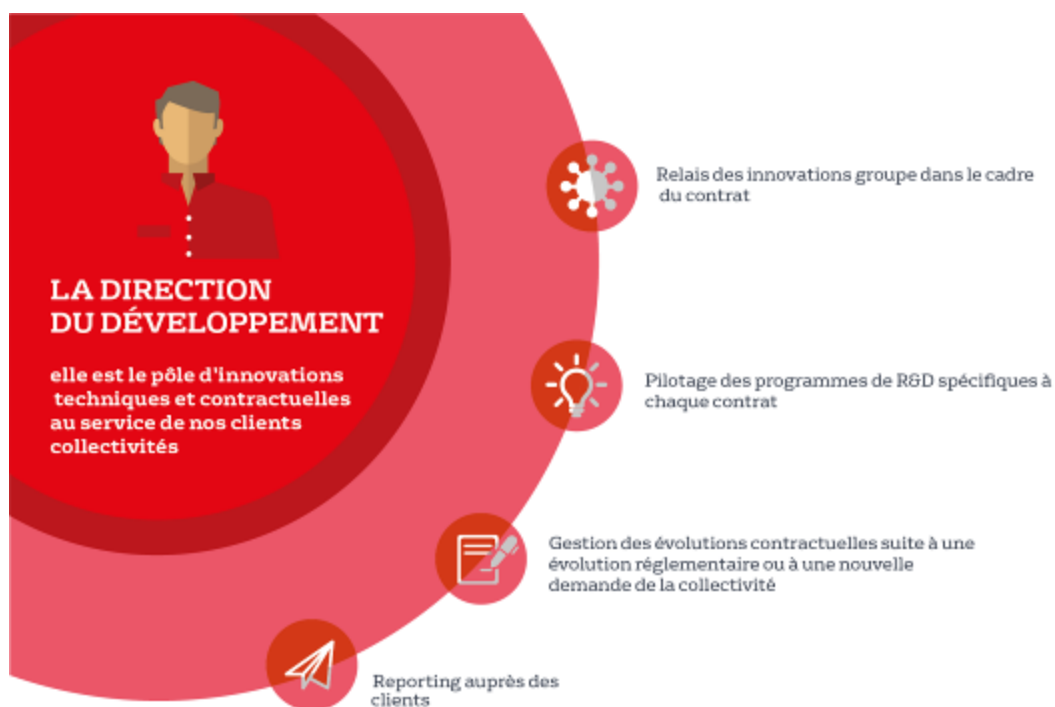 LA DIRECTION
DU DÉVELOPPEMENT
elle est le pôle d'innovations
techniques et contractuelles
au service de nos clients
collectivités
Relais des innovations groupe dans le cadre
du contrat
Pilotage des programmes de R&D spécifiques à
chaque contrat
Gestion des évolutions contractuelles suite à une
évolution réglementaire ou à une nouvelle
demande de la collectivité
Reporting auprès des
clients